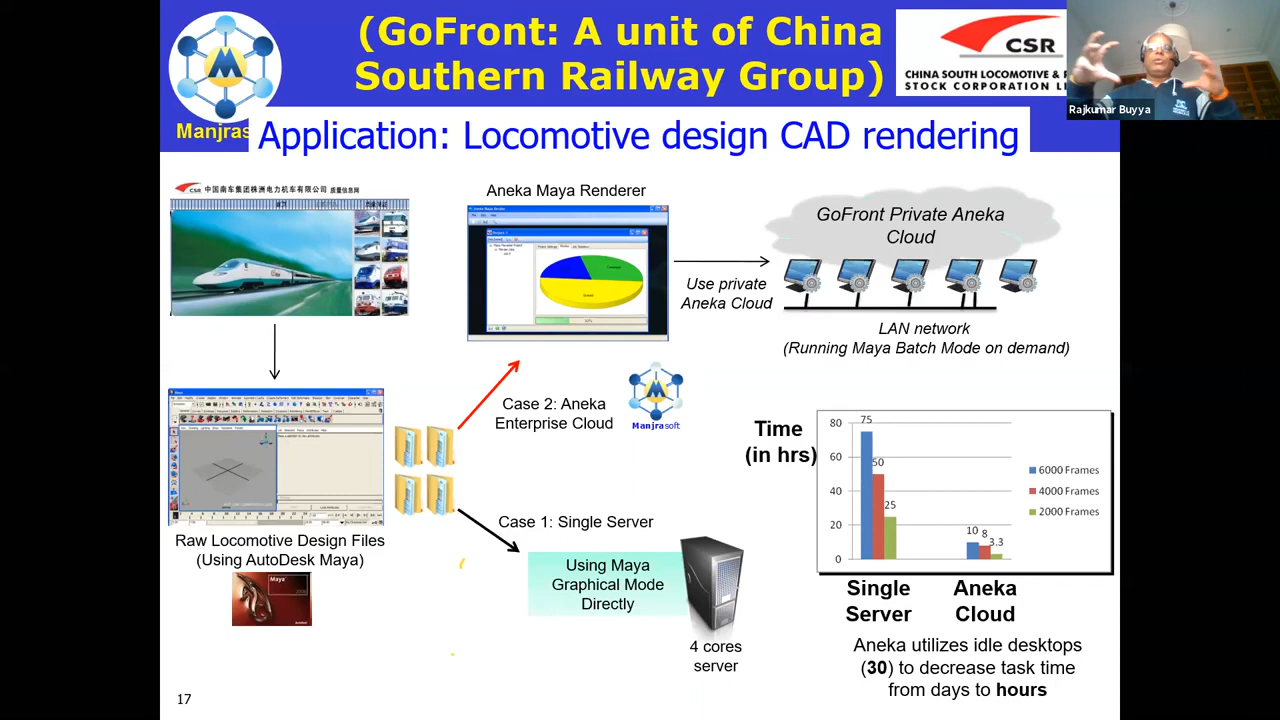 (GoFront: A unit of China
Southern Railway Group)
CSR
CHINA SOUTH LOCOMOTIVE &
STOCK CORPORATION
Rajkumar Buyya
Manjras
Application: Locomotive design CAD rendering
CSR 中国南车集团株洲电力机车有限公司 质量信息网
Aneka Maya Renderer
GoFront Private Aneka
Cloud
Use private
Aneka Cloud
LAN network
(Running Maya Batch Mode on demand)
Case 2: Aneka
Enterprise Cloud
Manjrasoft
Case 1: Single Server
Raw Locomotive Design Files
(Using AutoDesk Maya)
Maya
Using Maya
Graphical Mode
Directly
4 cores
server
Time
(in hrs)
80
60
40
20
0
75
50
25
10
8
3.3
6000 Frames
4000 Frames
2000 Frames
Single
Server
Aneka
Cloud
Aneka utilizes idle desktops
(30) to decrease task time
from days to hours
17